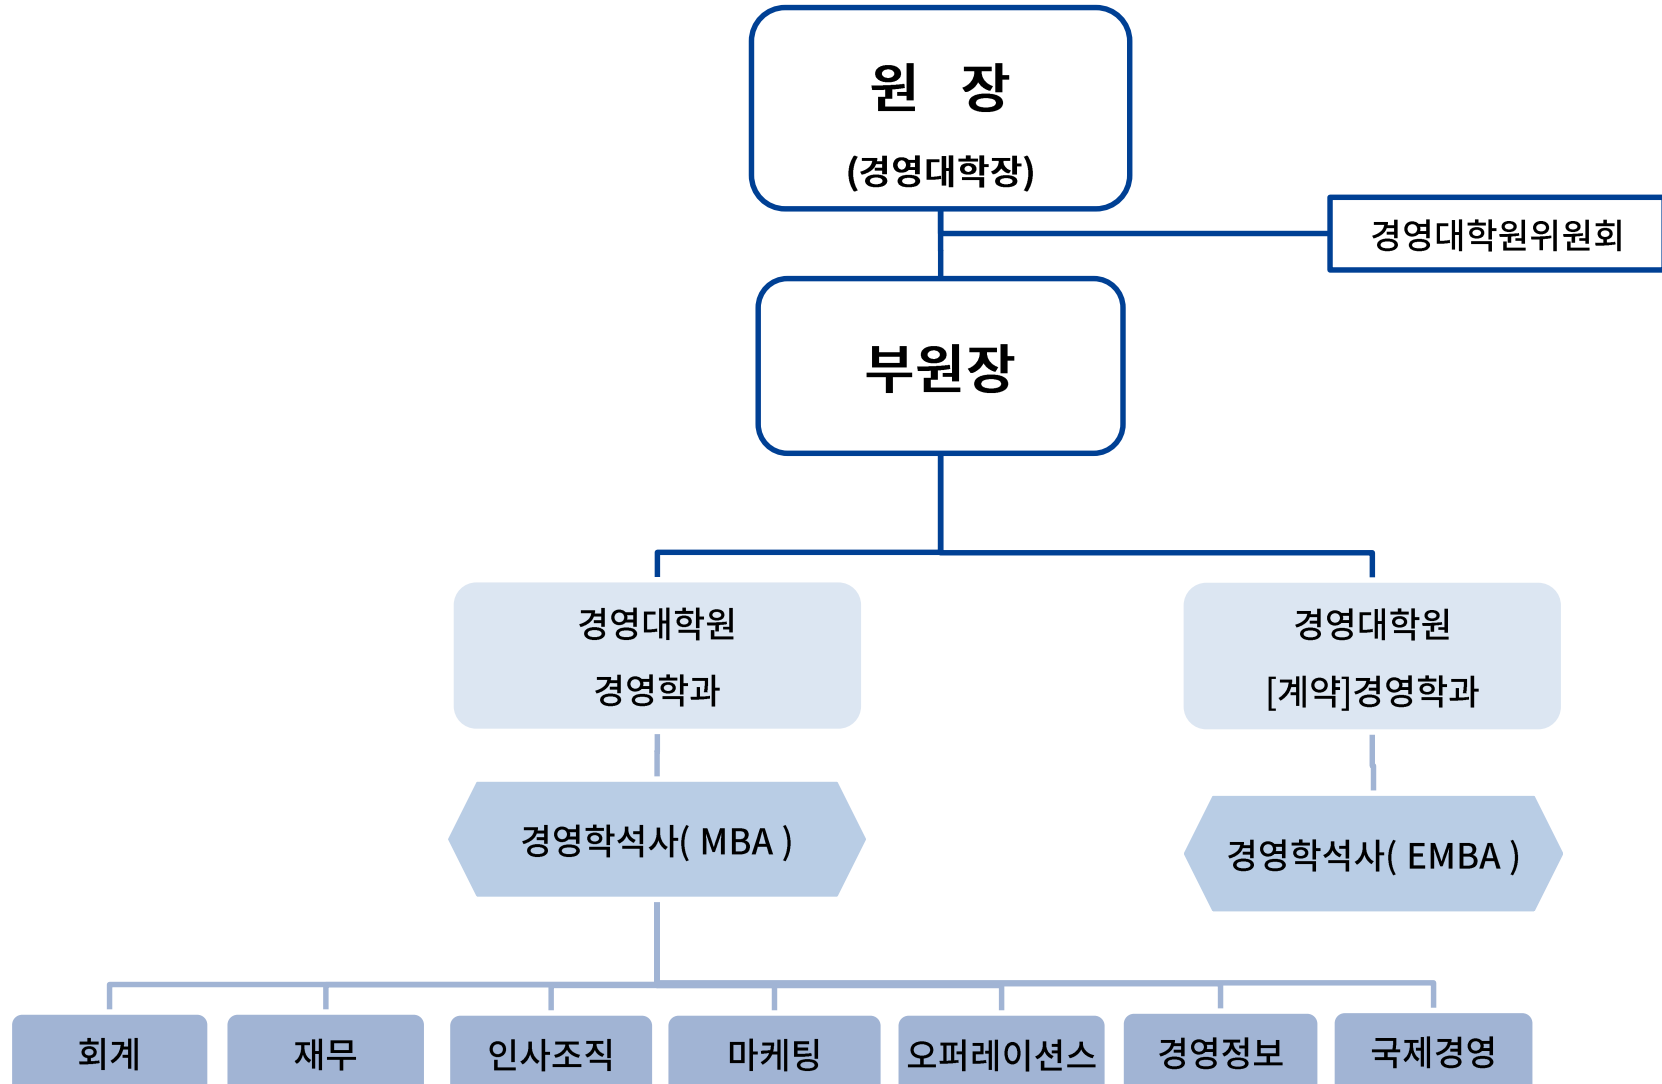 원 장
(경영대학장)
경영대학원위원회
부원장
경영대학원
경영학과
경영대학원
[계약]경영학과
경영학석사( MBA )
경영학석사( EMBA )
회계
재무
인사조직
마케팅
오퍼레이션스
경영정보
국제경영